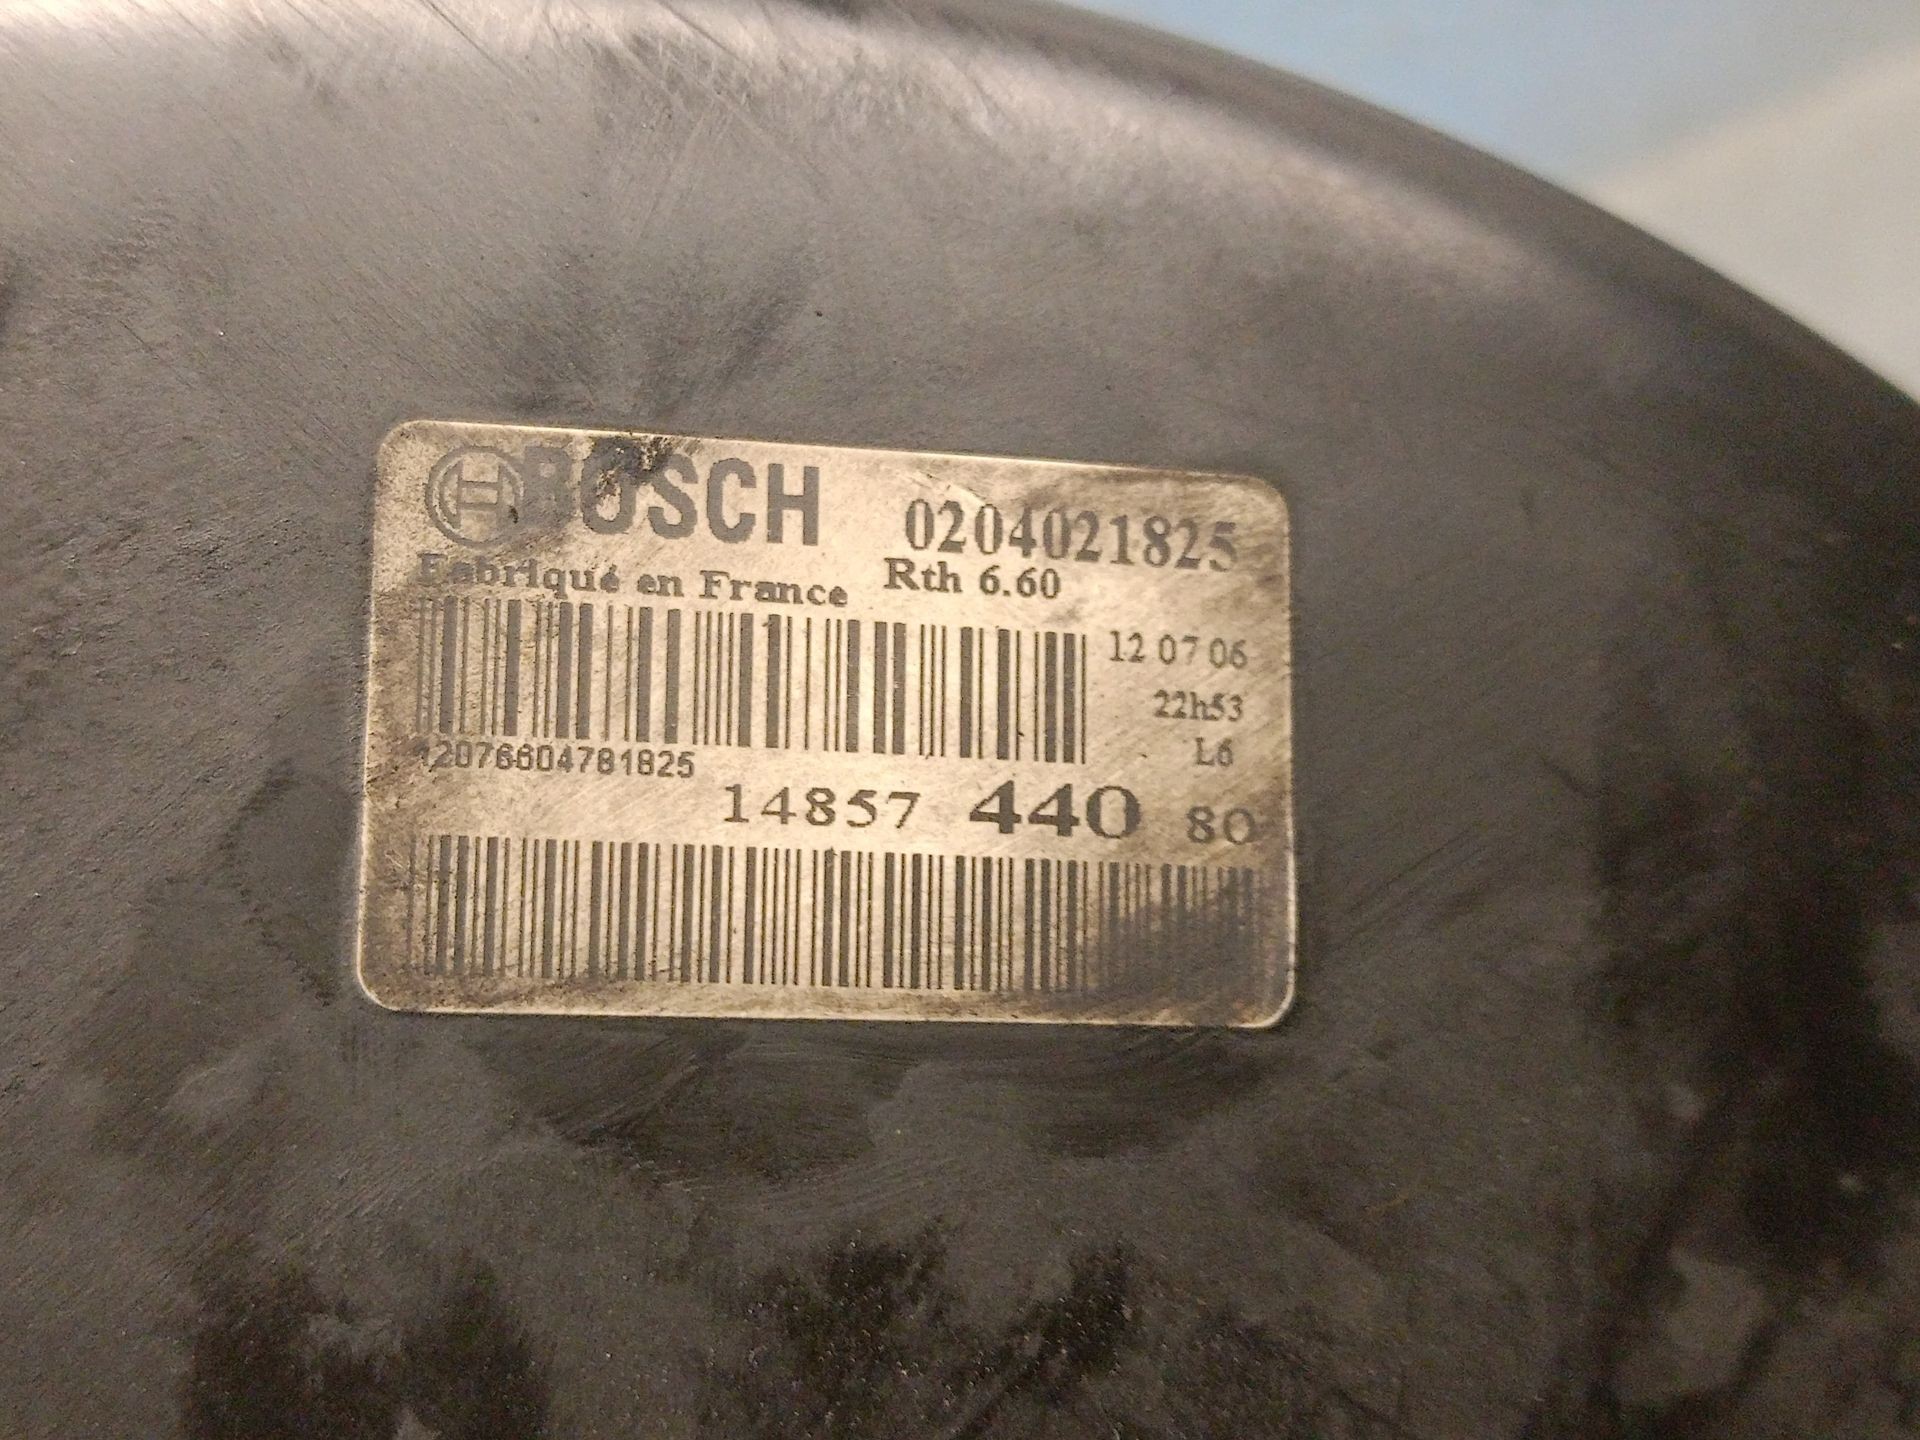 BOSCH 0204021825
Fabriqué en France Rth 6.60
12 07 06
22h53
L6
12076604781825
14857 440 80